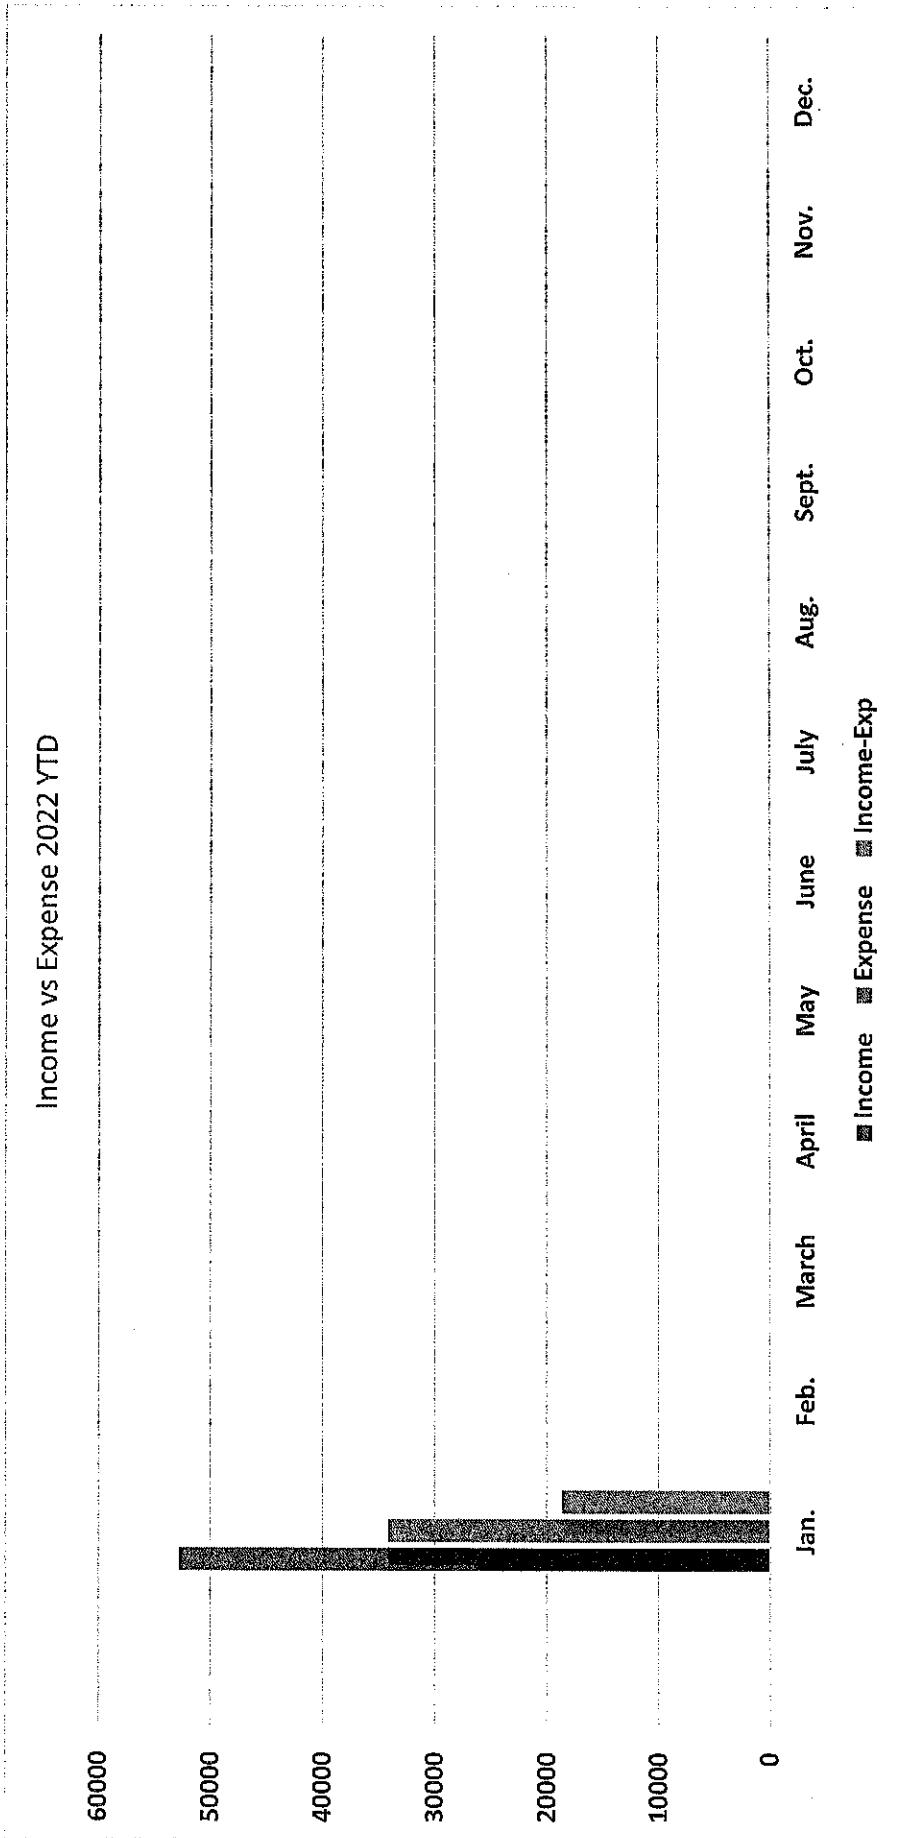 Income vs Expense 2022 YTD
60000
50000
40000
30000
20000
10000
0
Jan. Feb. March April May June July Aug. Sept. Oct. Nov. Dec.
Income Expense Income-Exp